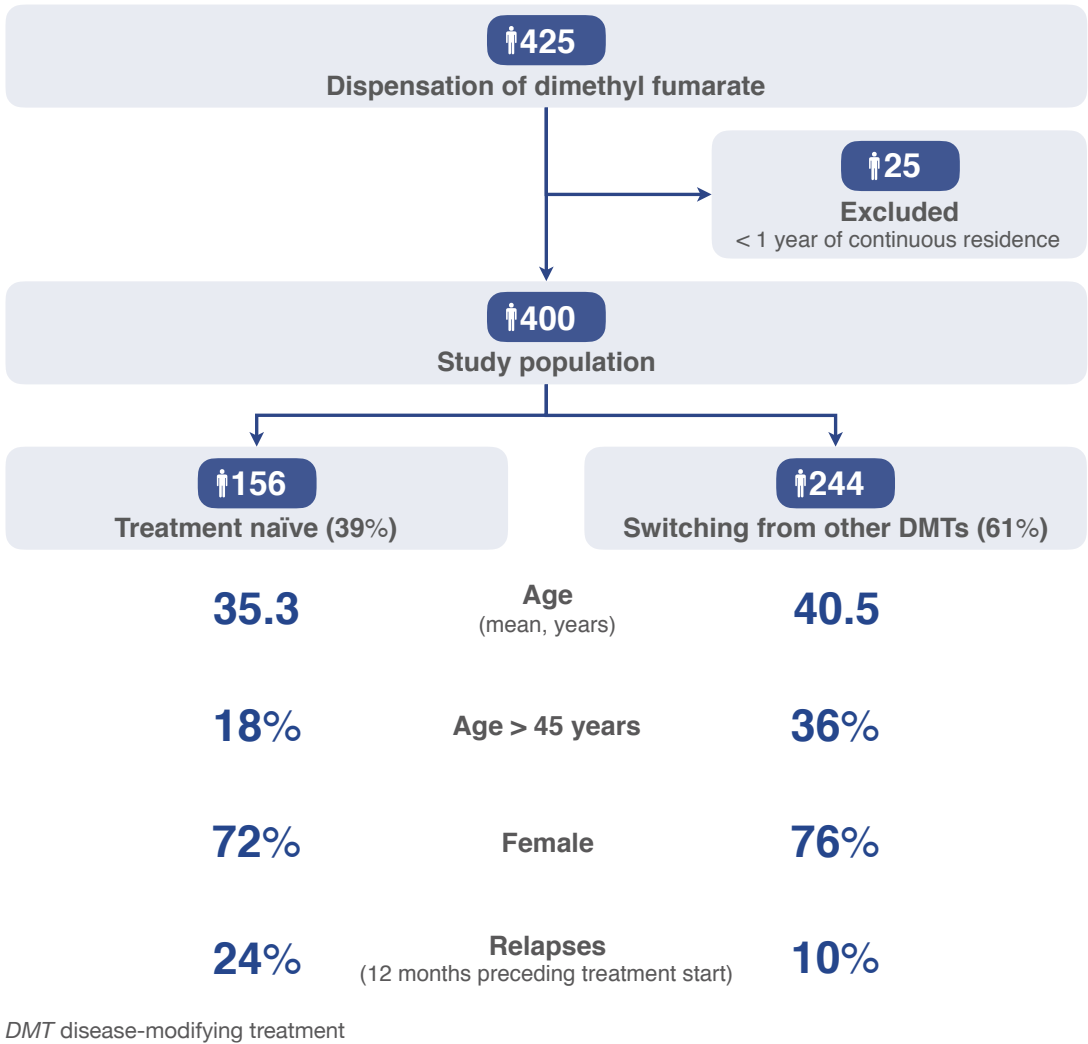 425
Dispensation of dimethyl fumarate
25
Excluded
< 1 year of continuous residence
400
Study population
156
Treatment naïve (39%)
244
Switching from other DMTs (61%)
35.3
Age
(mean, years)
40.5
18%
Age > 45 years
36%
72%
Female
76%
24%
Relapses
(12 months preceding treatment start)
10%
DMT disease-modifying treatment